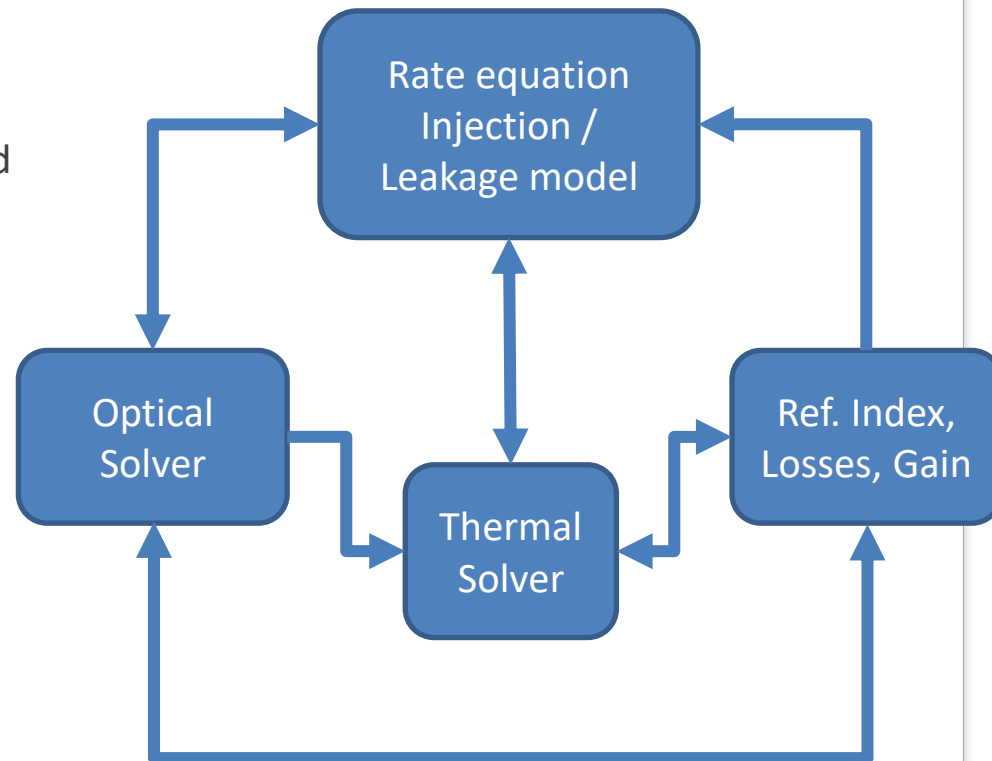 Rate equation
Injection /
Leakage model
d
Optical
Solver
Ref. Index,
Losses, Gain
Thermal
Solver